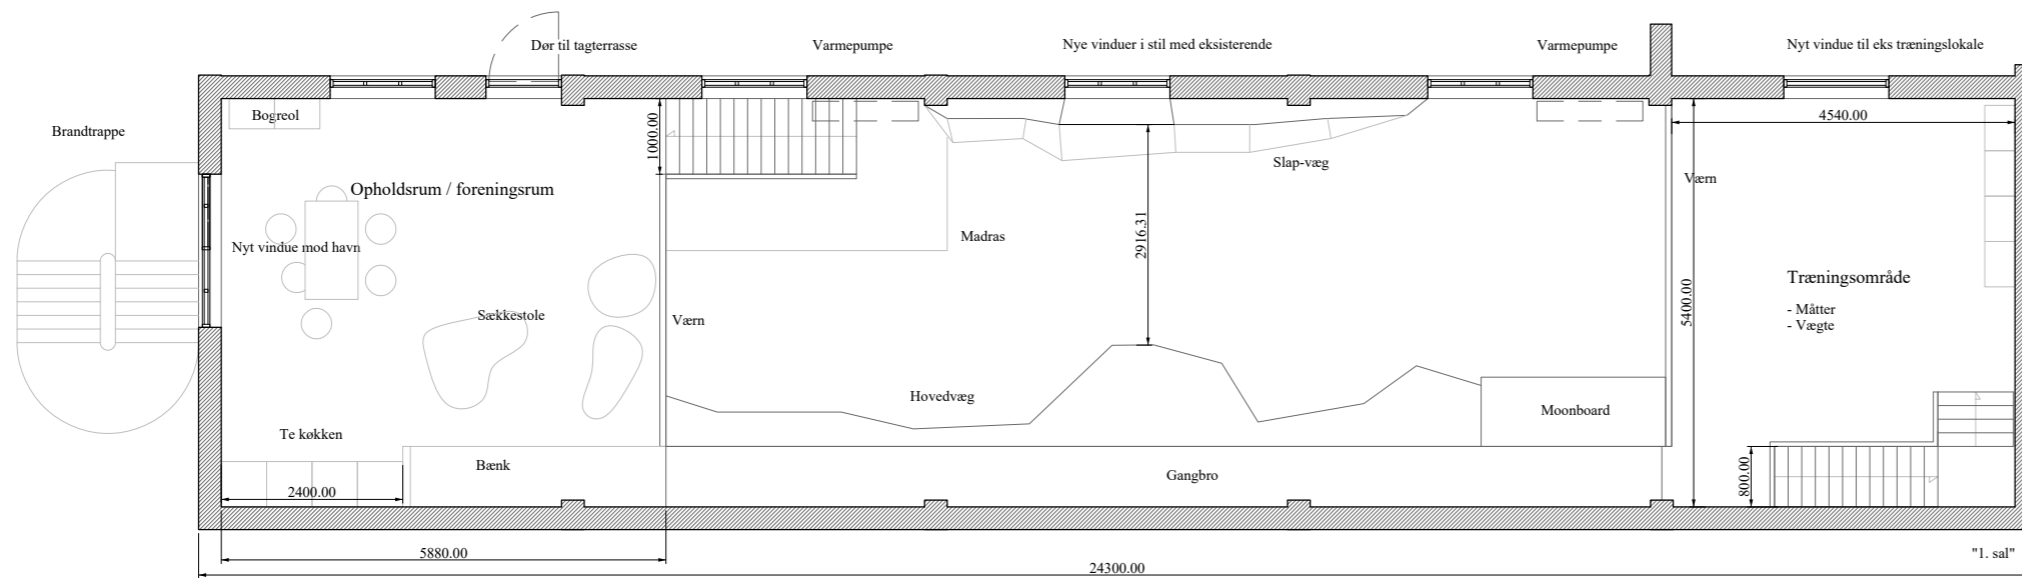 Dør til tagterrasse
Varmepumpe
Nye vinduer i stil med eksisterende
Varmepumpe
Nyt vindue til eks træningslokale
Brandtrappe
Bogreol
1000.00
4540.00
Slap-væg
Værn
Opholdsrum / foreningsrum
Nyt vindue mod havn
Madras
2916.31
Træningsområde
- Måtter
- Vægte
5400.00
Sækkestole
Værn
Hovedvæg
Moonboard
Te køkken
Bænk
Gangbro
800.00
2400.00
5880.00
"1. sal"
24300.00